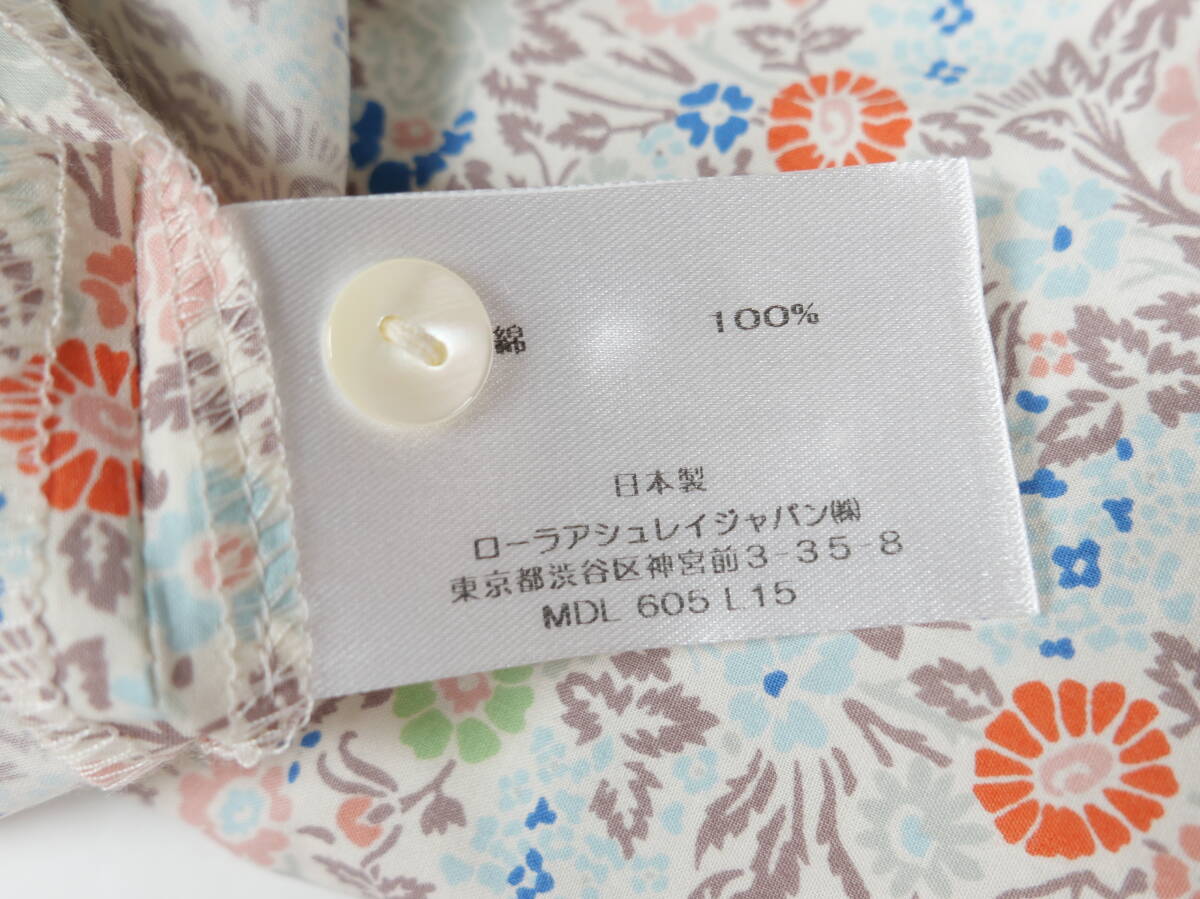 綿 100%
日本製
ローラアシュレイジャパン㈱
東京都渋谷区神宮前3-35-8
MDL 605 L15